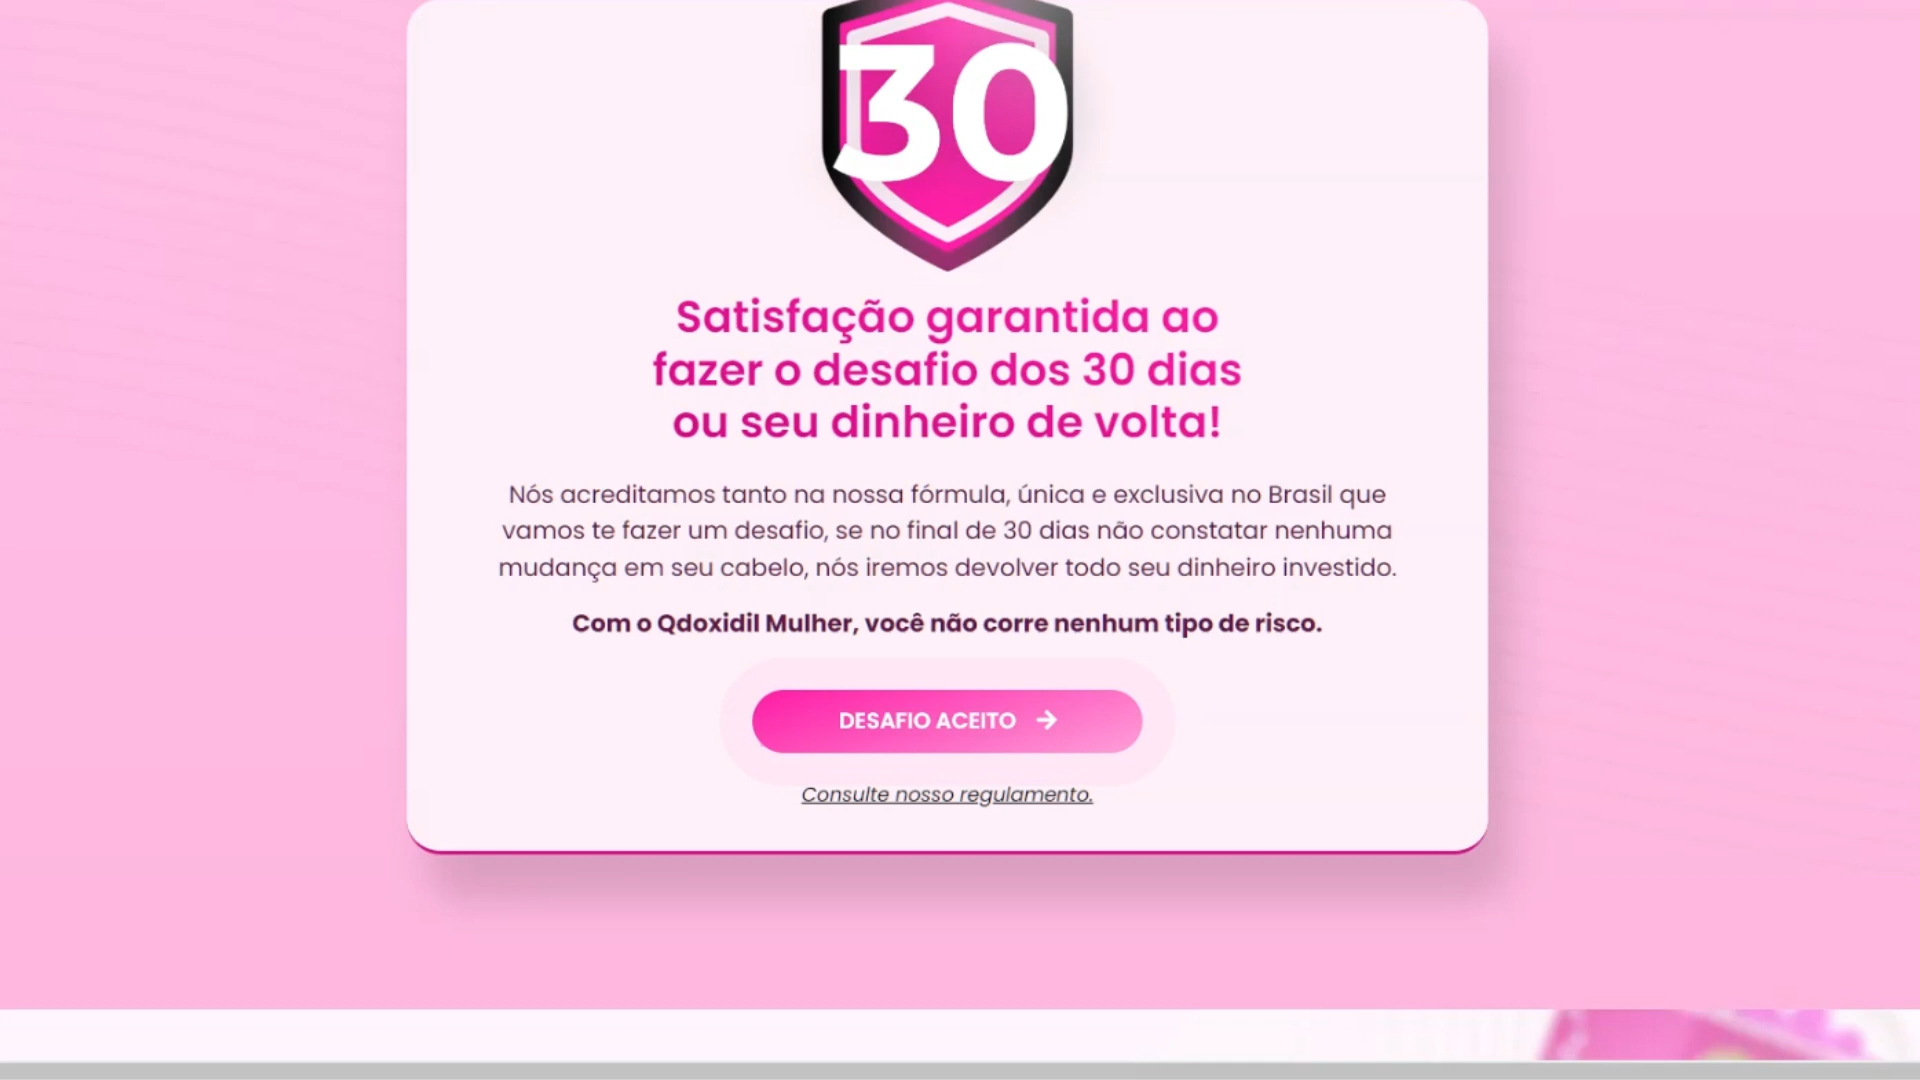 30
Satisfação garantida ao
fazer o desafio dos 30 dias
ou seu dinheiro de volta!
Nós acreditamos tanto na nossa fórmula, única e exclusiva no Brasil que
vamos te fazer um desafio, se no final de 30 dias não constatar nenhuma
mudança em seu cabelo, nós iremos devolver todo seu dinheiro investido.
Com o Qdoxidil Mulher, você não corre nenhum tipo de risco.
DESAFIO ACEITO
Consulte nosso regulamento.